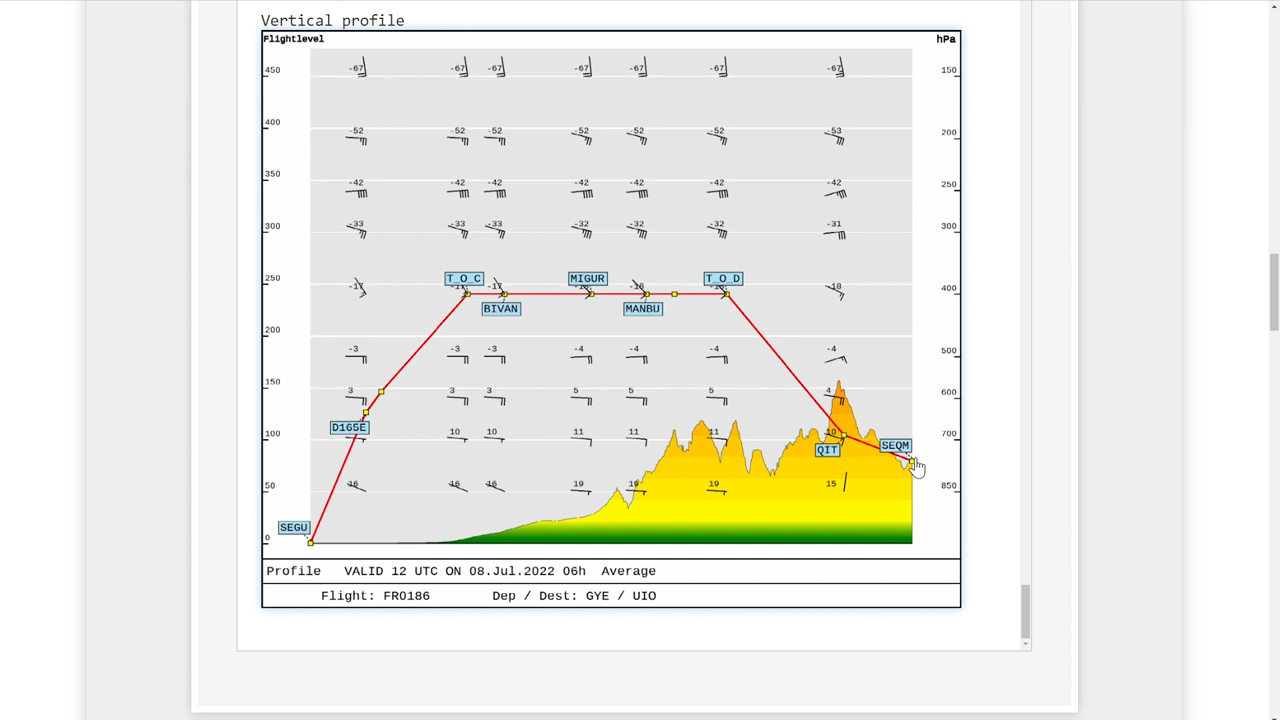 Vertical profile
Flightlevel hPa
450 -67 -67 -67 -67 -67 -67 -67 150
400 -52 -52 -52 -52 -52 -52 -53 200
350 -42 -42 -42 -42 -42 -42 -42 250
300 -33 -33 -33 -32 -32 -32 -31 300
T_O_C MIGUR T_O_D
250 -17 -17 -18 -18 400
BIVAN MANBU
200
-3 -3 -3 -4 -4 -4 -4 500
150 3 3 3 5 5 5 4 600
D165E
100 10 10 11 11 11 10 700
QIT SEQM
50 16 16 16 19 19 19 15 850
SEGU
0
Profile VALID 12 UTC ON 08.Jul.2022 06h Average
Flight: FR0186 Dep / Dest: GYE / UIO